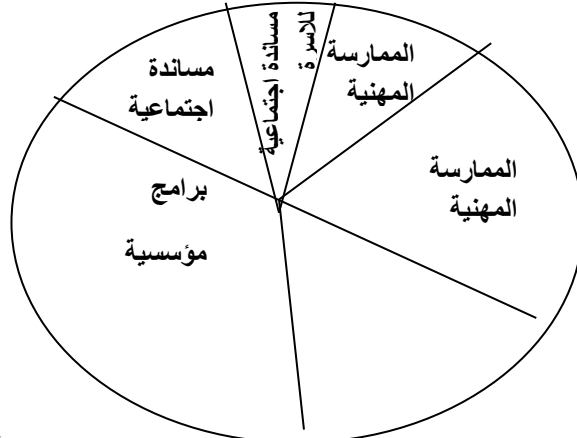 الممارسة
المهنية
مساندة اجتماعية
للاسرة
مساندة
اجتماعية
الممارسة
المهنية
برامج
مؤسسية